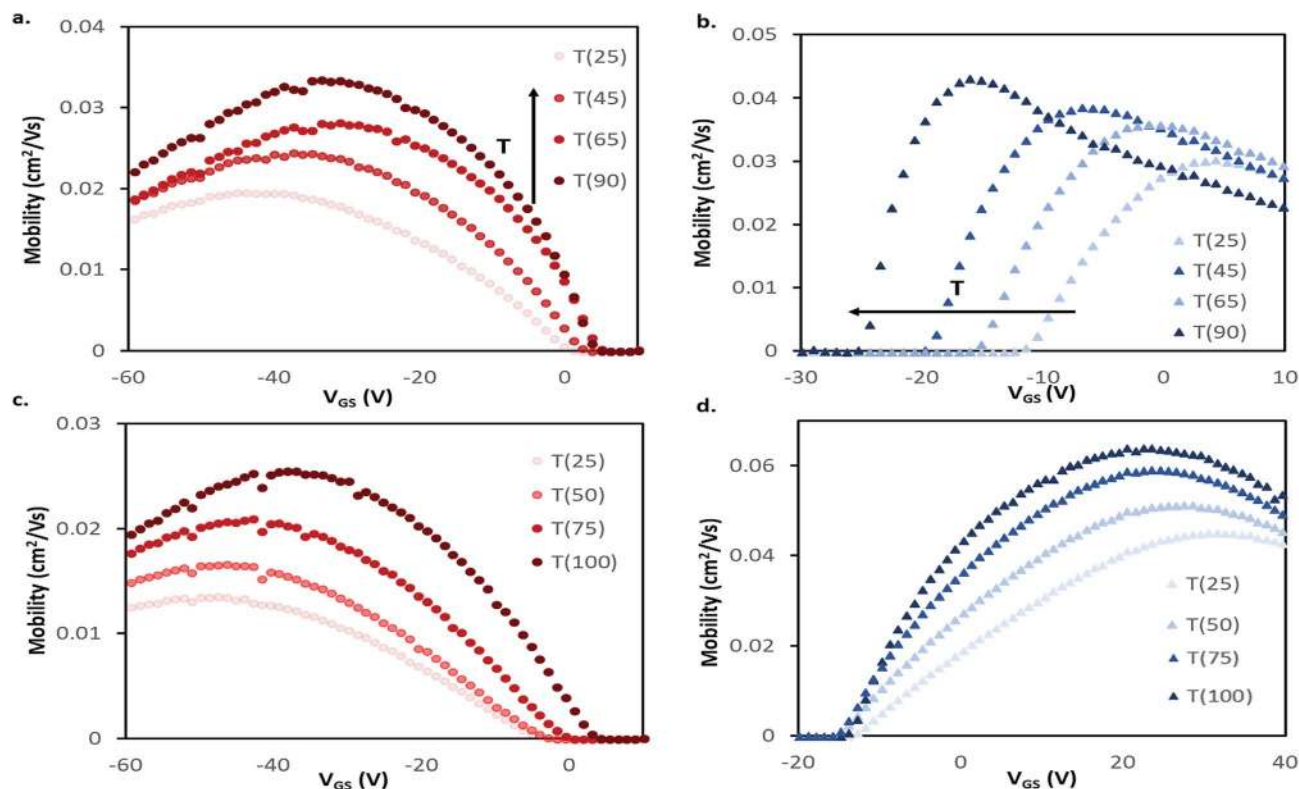 a.
0.04
0.03
0.02
0.01
0
Mobility (cm²/Vs)
T(25)
T(45)
T(65)
T(90)
T
-60
-40
-20
0
V_GS (V)
b.
0.05
0.04
0.03
0.02
0.01
0
Mobility (cm²/Vs)
T
T(25)
T(45)
T(65)
T(90)
-30
-20
-10
0
10
V_GS (V)
c.
0.03
0.02
0.01
0
Mobility (cm²/Vs)
T(25)
T(50)
T(75)
T(100)
-60
-40
-20
0
V_GS (V)
d.
0.06
0.04
0.02
0
Mobility (cm²/Vs)
T(25)
T(50)
T(75)
T(100)
-20
0
20
40
V_GS (V)